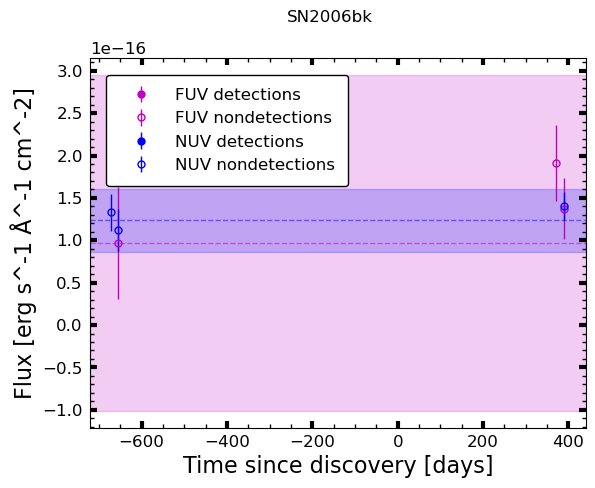 SN2006bk
1e−16
3.0
2.5
2.0
1.5
1.0
0.5
0.0
−0.5
−1.0
Flux [erg s^-1 Å^-1 cm^-2]
FUV detections
FUV nondetections
NUV detections
NUV nondetections
−600 −400 −200 0 200 400
Time since discovery [days]